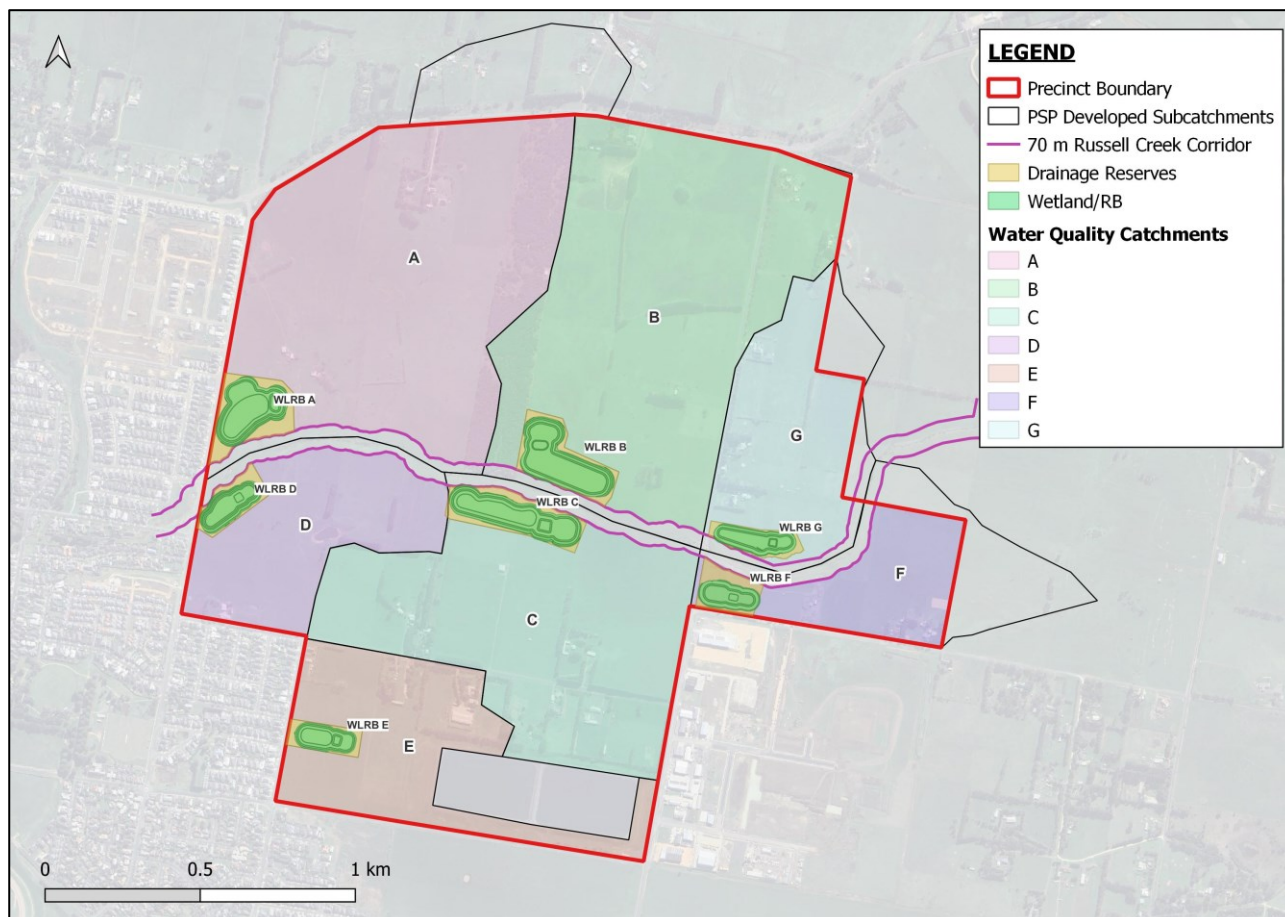 LEGEND
Precinct Boundary
PSP Developed Subcatchments
70 m Russell Creek Corridor
Drainage Reserves
Wetland/RB
Water Quality Catchments
A
B
C
D
E
F
G
A
B
WLRB A
WLRB B
G
WLRB D
WLRB C
D
WLRB G
WLRB F
F
C
WLRB E
E
0 0.5 1 km